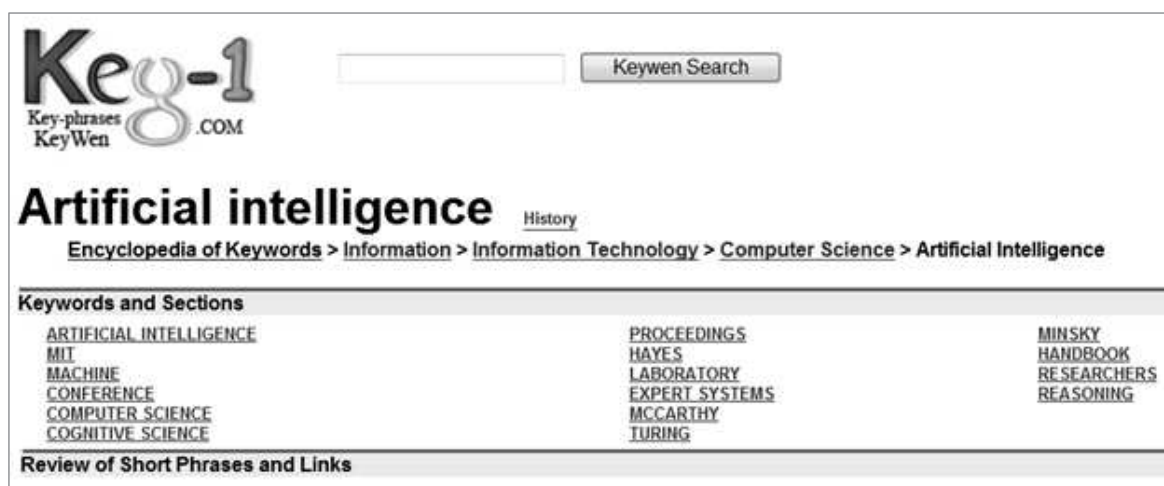 Key-1
Keywen Search
Key-phrases
KeyWen
.COM
Artificial intelligence History
Encyclopedia of Keywords > Information > Information Technology > Computer Science > Artificial Intelligence
Keywords and Sections
ARTIFICIAL INTELLIGENCE PROCEEDINGS MINSKY
MIT HAYES HANDBOOK
MACHINE LABORATORY RESEARCHERS
CONFERENCE EXPERT SYSTEMS REASONING
COMPUTER SCIENCE MCCARTHY
COGNITIVE SCIENCE TURING
Review of Short Phrases and Links